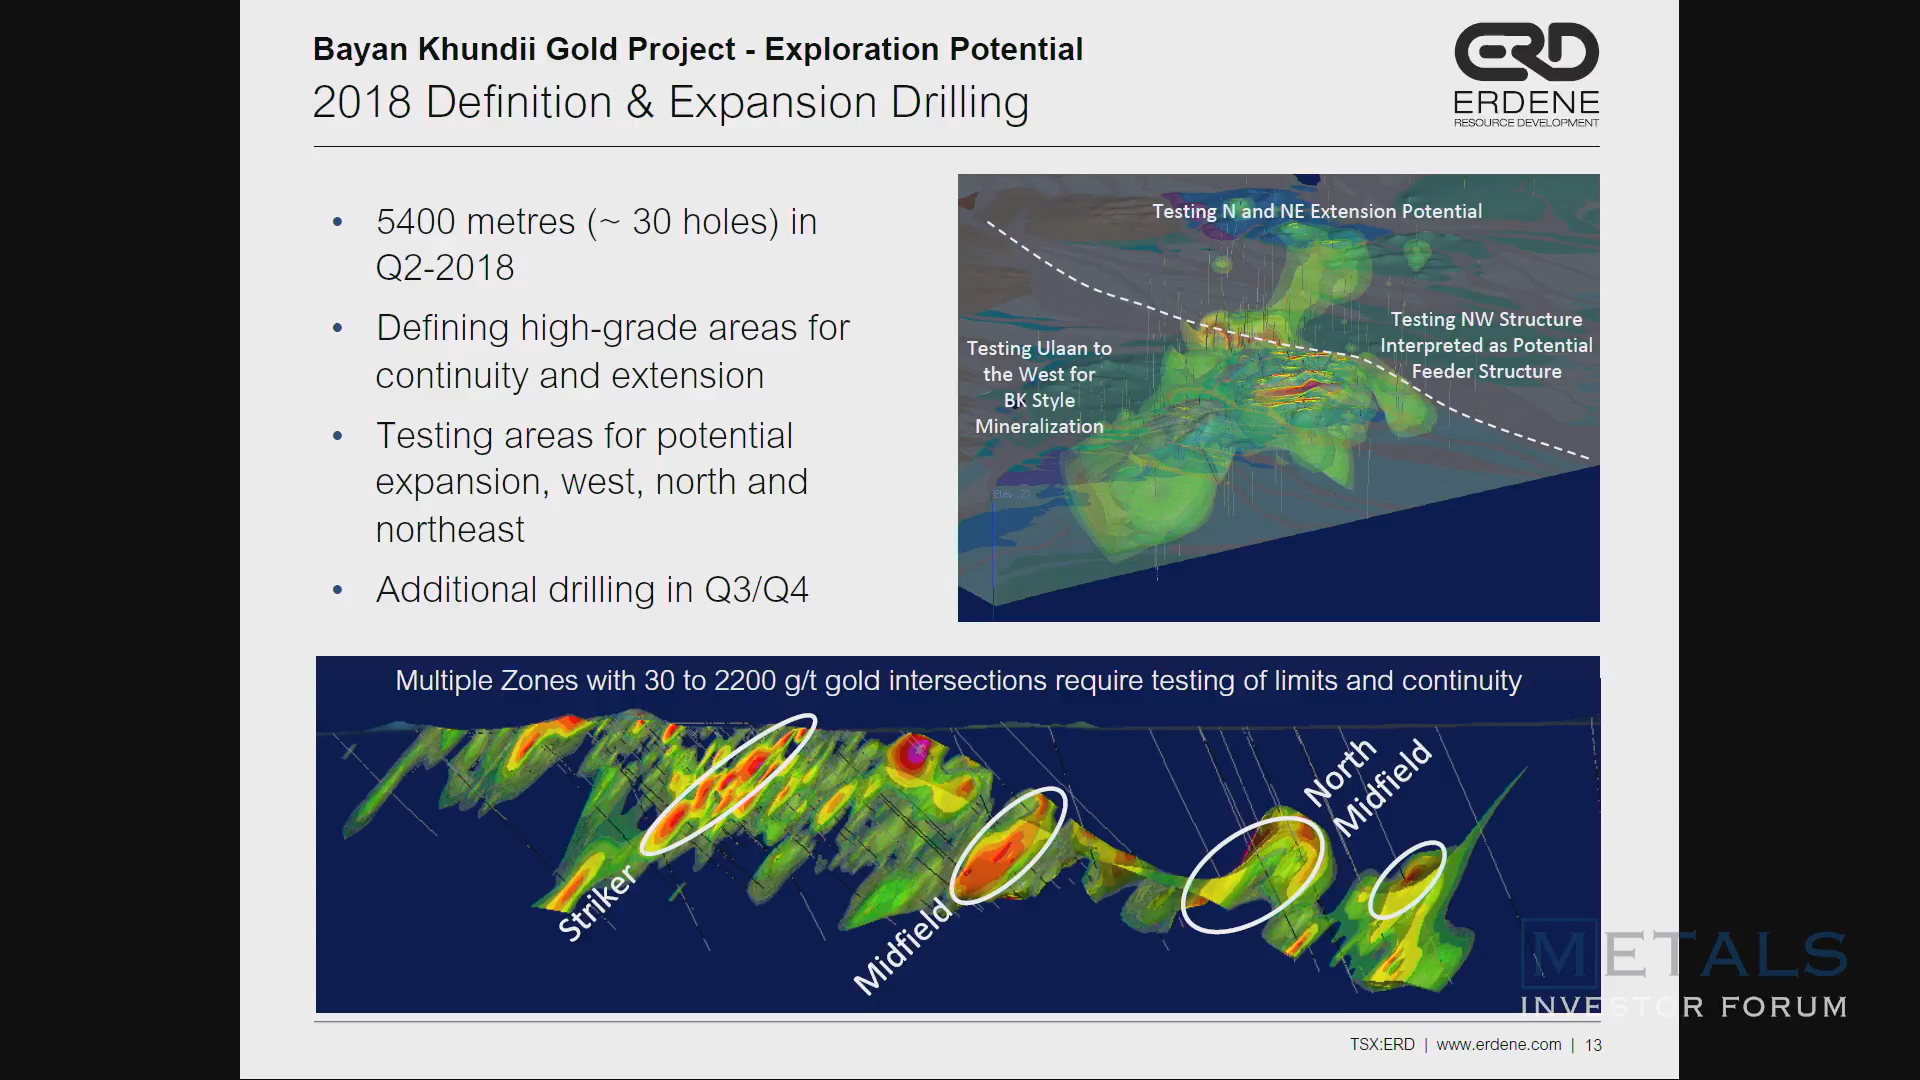 Bayan Khundii Gold Project - Exploration Potential
2018 Definition & Expansion Drilling
ERD
ERDENE
RESOURCE DEVELOPMENT
• 5400 metres (~ 30 holes) in
Q2-2018
• Defining high-grade areas for
continuity and extension
• Testing areas for potential
expansion, west, north and
northeast
• Additional drilling in Q3/Q4
Testing N and NE Extension Potential
Testing Ulaan to
the West for
BK Style
Mineralization
Testing NW Structure
Interpreted as Potential
Feeder Structure
Elev (Z)
Multiple Zones with 30 to 2200 g/t gold intersections require testing of limits and continuity
Striker
Midfield
North
Midfield
METALS
INVESTOR FORUM
TSX:ERD | www.erdene.com | 13